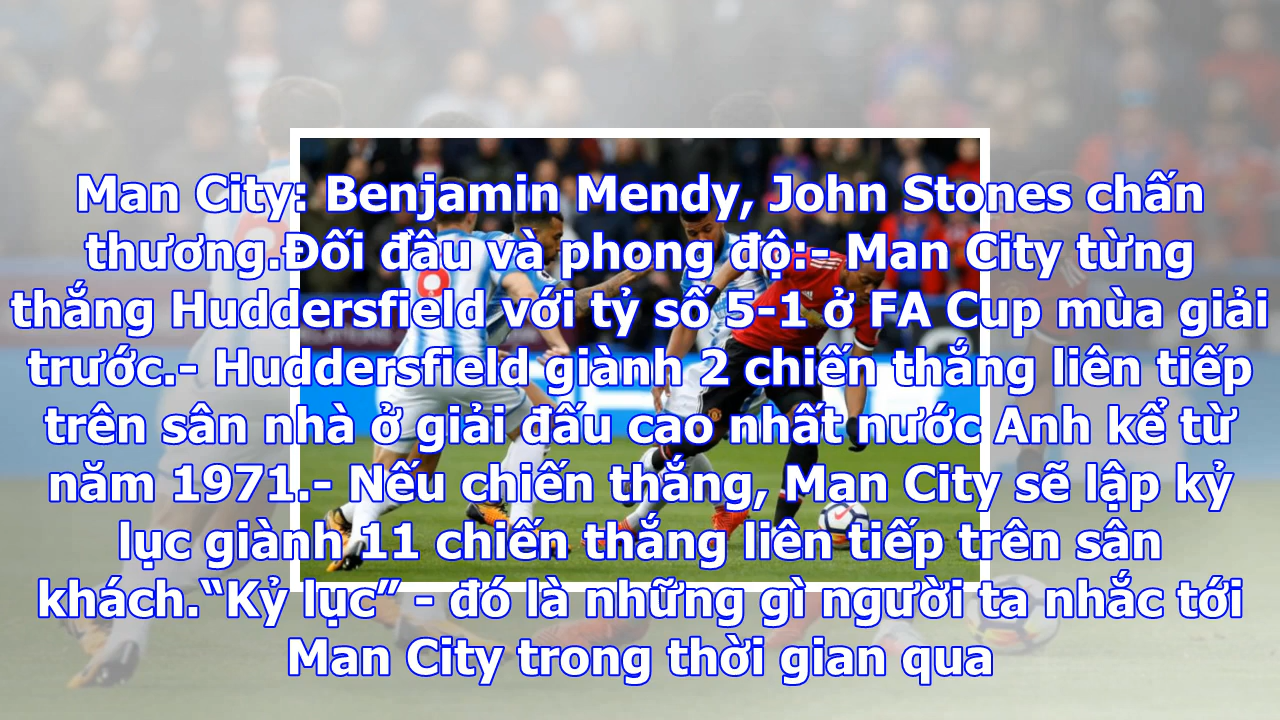 Man City: Benjamin Mendy, John Stones chấn
thương.Đối đầu và phong độ:- Man City từng
thắng Huddersfield với tỷ số 5-1 ở FA Cup mùa giải
trước.- Huddersfield giành 2 chiến thắng liên tiếp
trên sân nhà ở giải đấu cao nhất nước Anh kể từ
năm 1971.- Nếu chiến thắng, Man City sẽ lập kỷ
lục giành 11 chiến thắng liên tiếp trên sân
khách.“Kỷ lục” - đó là những gì người ta nhắc tới
Man City trong thời gian qua